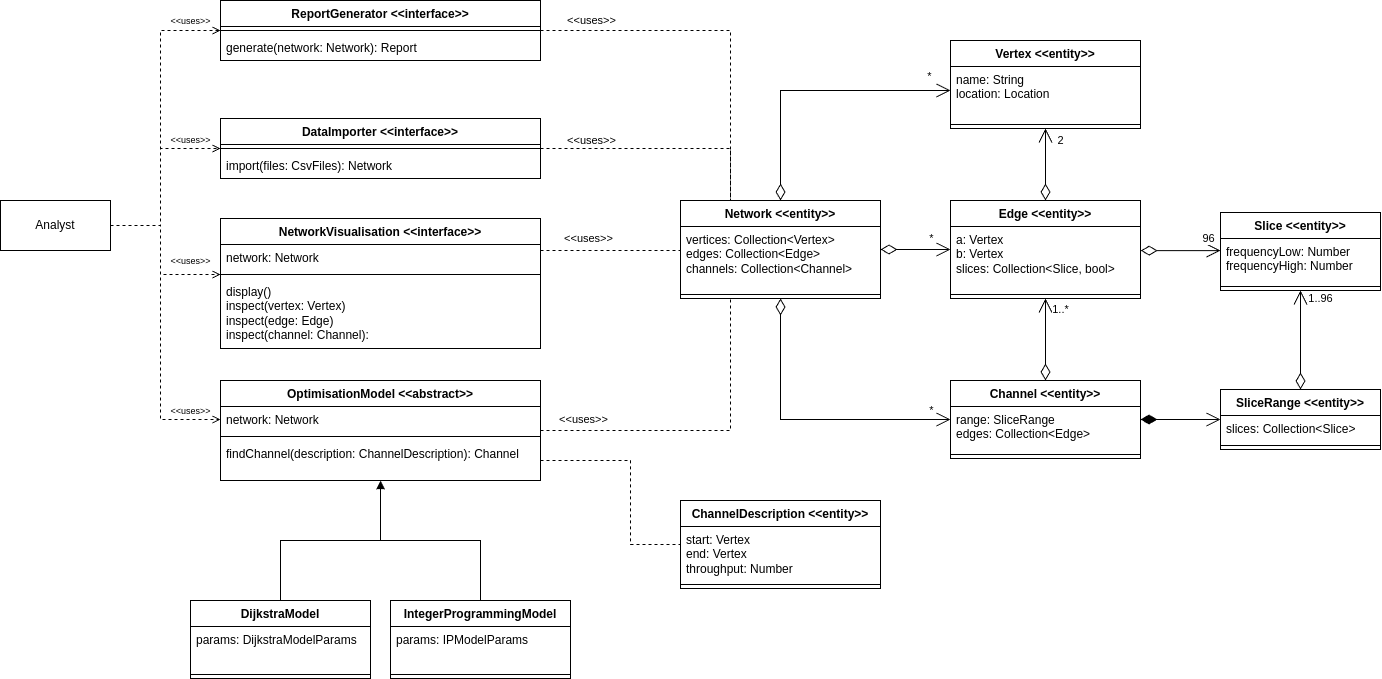 <<uses>>
ReportGenerator <<interface>>
generate(network: Network): Report
<<uses>>
<<uses>>
DataImporter <<interface>>
import(files: CsvFiles): Network
<<uses>>
Analyst
<<uses>>
NetworkVisualisation <<interface>>
network: Network
display()
inspect(vertex: Vertex)
inspect(edge: Edge)
inspect(channel: Channel):
<<uses>>
<<uses>>
OptimisationModel <<abstract>>
network: Network
findChannel(description: ChannelDescription): Channel
<<uses>>
DijkstraModel
params: DijkstraModelParams
IntegerProgrammingModel
params: IPModelParams
Network <<entity>>
vertices: Collection<Vertex>
edges: Collection<Edge>
channels: Collection<Channel>
ChannelDescription <<entity>>
start: Vertex
end: Vertex
throughput: Number
*
Vertex <<entity>>
name: String
location: Location
2
*
Edge <<entity>>
a: Vertex
b: Vertex
slices: Collection<Slice, bool>
1..*
*
Channel <<entity>>
range: SliceRange
edges: Collection<Edge>
96
Slice <<entity>>
frequencyLow: Number
frequencyHigh: Number
1..96
SliceRange <<entity>>
slices: Collection<Slice>